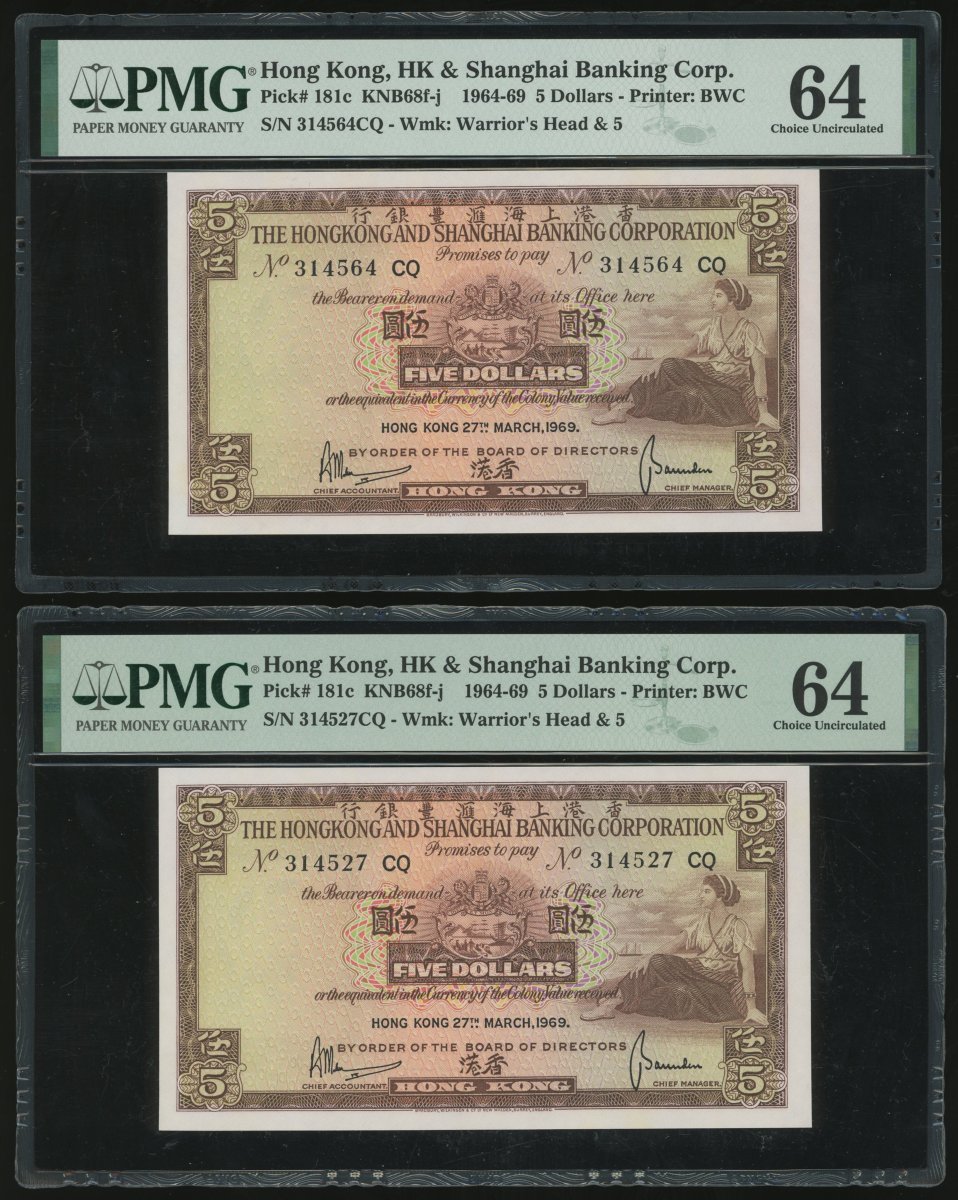 PMG® Hong Kong, HK & Shanghai Banking Corp. 64
Pick# 181c KNB68f-j 1964-69 5 Dollars - Printer: BWC
PAPER MONEY GUARANTY S/N 314564CQ - Wmk: Warrior's Head & 5 Choice Uncirculated
5 行銀豐滙海上港香 5
THE HONGKONG AND SHANGHAI BANKING CORPORATION
伍 Promises to pay 伍
No 314564 CQ No 314564 CQ
the Bearer on demand at its Office here
圓伍 圓伍
FIVE DOLLARS
or the equivalent in the Currency of the Colony Value received.
HONG KONG 27TH MARCH, 1969.
伍 BY ORDER OF THE BOARD OF DIRECTORS 伍
港香
5 CHIEF ACCOUNTANT. HONG KONG CHIEF MANAGER. 5
PMG® Hong Kong, HK & Shanghai Banking Corp. 64
Pick# 181c KNB68f-j 1964-69 5 Dollars - Printer: BWC
PAPER MONEY GUARANTY S/N 314527CQ - Wmk: Warrior's Head & 5 Choice Uncirculated
5 行銀豐滙海上港香 5
THE HONGKONG AND SHANGHAI BANKING CORPORATION
伍 Promises to pay 伍
No 314527 CQ No 314527 CQ
the Bearer on demand at its Office here
圓伍 圓伍
FIVE DOLLARS
or the equivalent in the Currency of the Colony Value received.
HONG KONG 27TH MARCH, 1969.
伍 BY ORDER OF THE BOARD OF DIRECTORS 伍
港香
5 CHIEF ACCOUNTANT. HONG KONG CHIEF MANAGER. 5